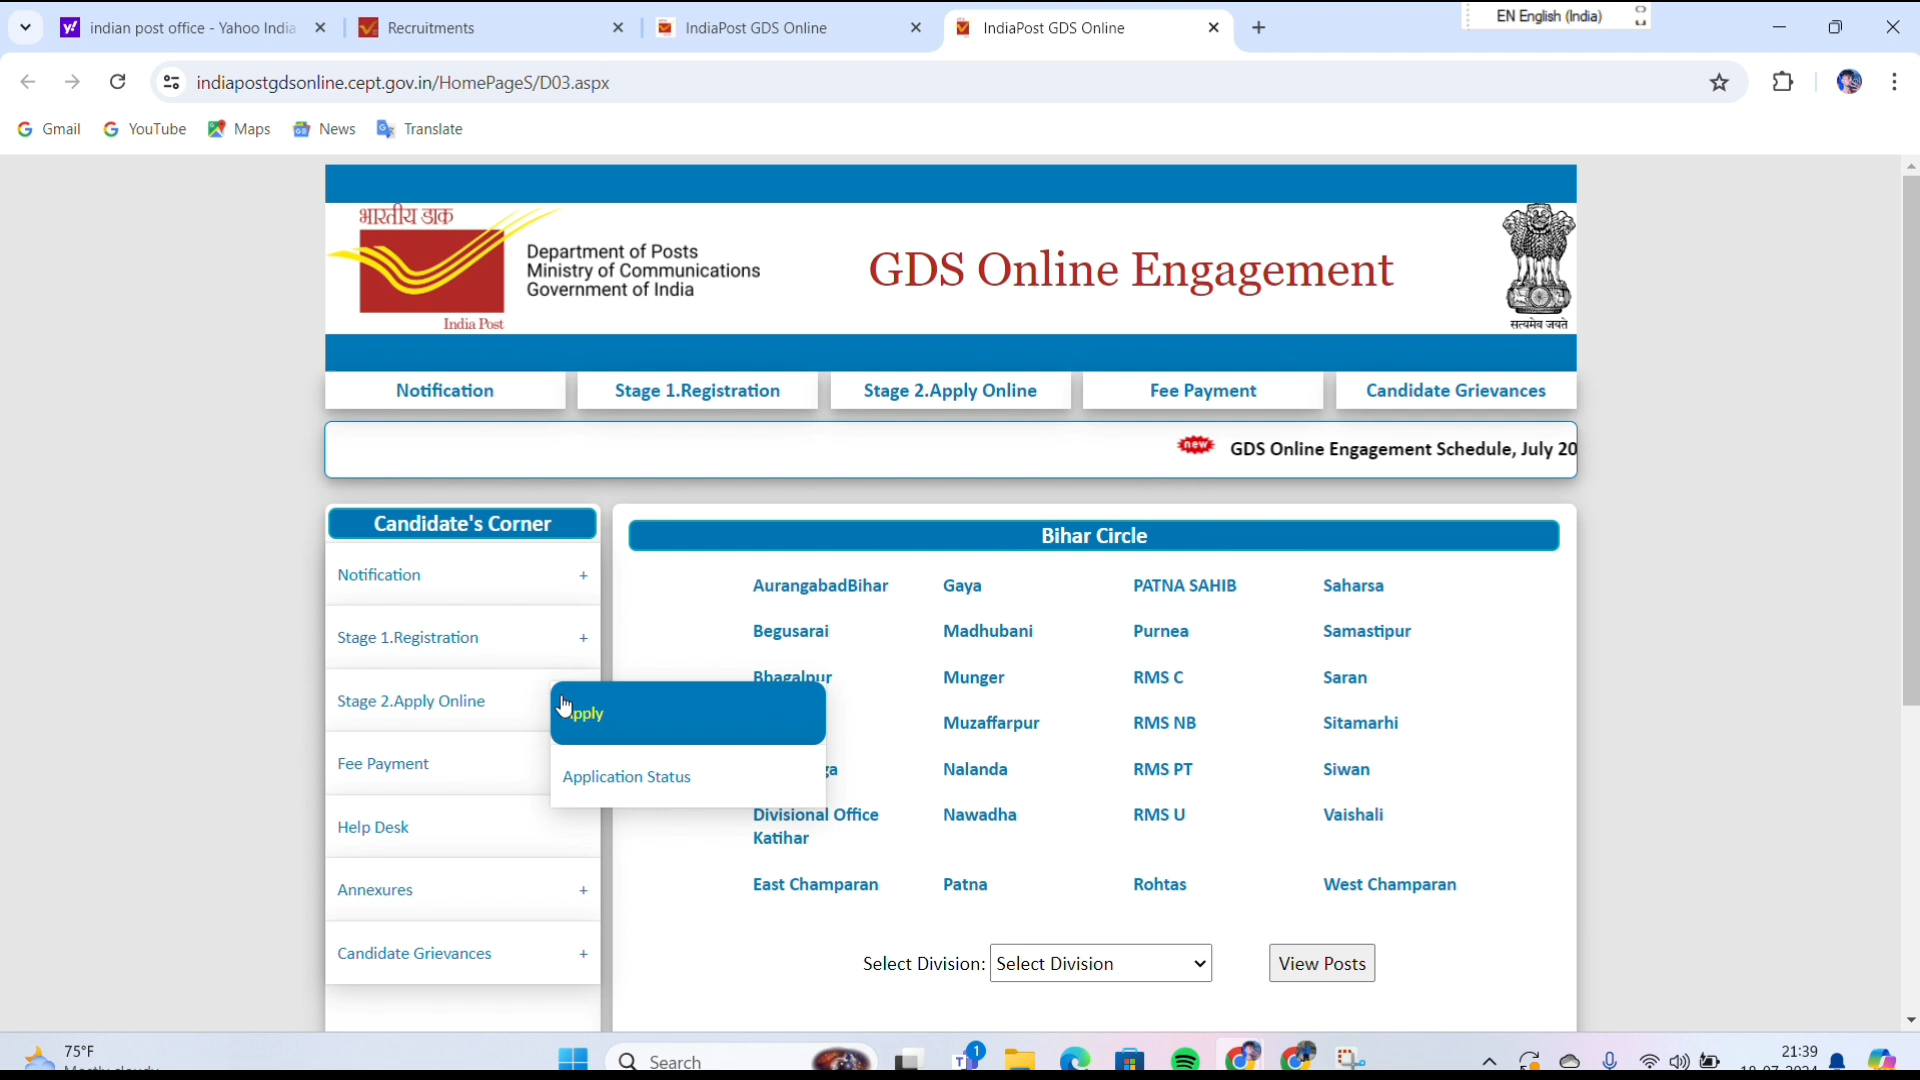 indian post office - Yahoo India
Recruitments
IndiaPost GDS Online
IndiaPost GDS Online
EN English (India)
indiapostgdsonline.cept.gov.in/HomePageS/D03.aspx
Gmail
YouTube
Maps
News
Translate
भारतीय डाक
India Post
Department of Posts
Ministry of Communications
Government of India
GDS Online Engagement
सत्यमेव जयते
Notification
Stage 1.Registration
Stage 2.Apply Online
Fee Payment
Candidate Grievances
new GDS Online Engagement Schedule, July 20
Candidate's Corner
Notification +
Stage 1.Registration +
Stage 2.Apply Online
Fee Payment
Help Desk
Annexures +
Candidate Grievances +
pply
Application Status
Bihar Circle
AurangabadBihar Gaya PATNA SAHIB Saharsa
Begusarai Madhubani Purnea Samastipur
Bhagalpur Munger RMS C Saran
Muzaffarpur RMS NB Sitamarhi
ga Nalanda RMS PT Siwan
Divisional Office Nawadha RMS U Vaishali
Katihar
East Champaran Patna Rohtas West Champaran
Select Division: Select Division View Posts
75°F
Search
1
21:39